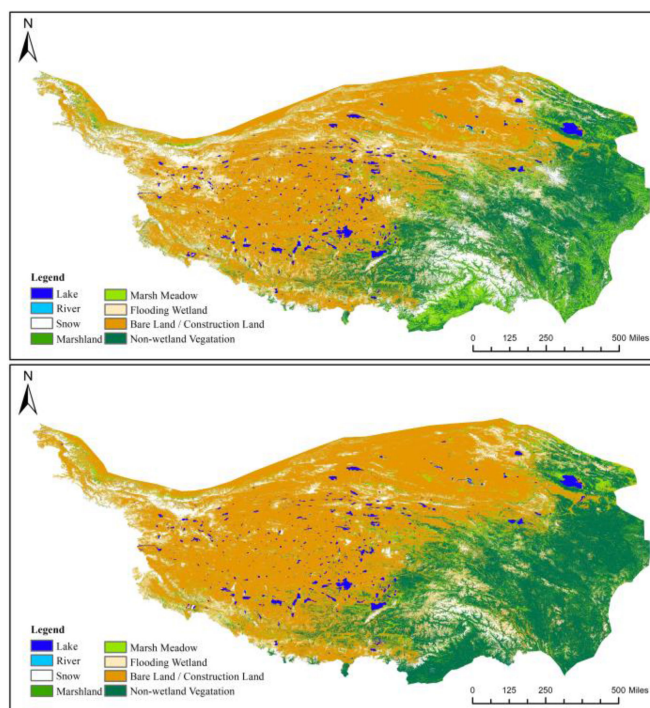 N
Legend
Lake
River
Snow
Marshland
Marsh Meadow
Flooding Wetland
Bare Land / Construction Land
Non-wetland Vegatation
0 125 250 500 Miles
N
Legend
Lake
River
Snow
Marshland
Marsh Meadow
Flooding Wetland
Bare Land / Construction Land
Non-wetland Vegatation
0 125 250 500 Miles